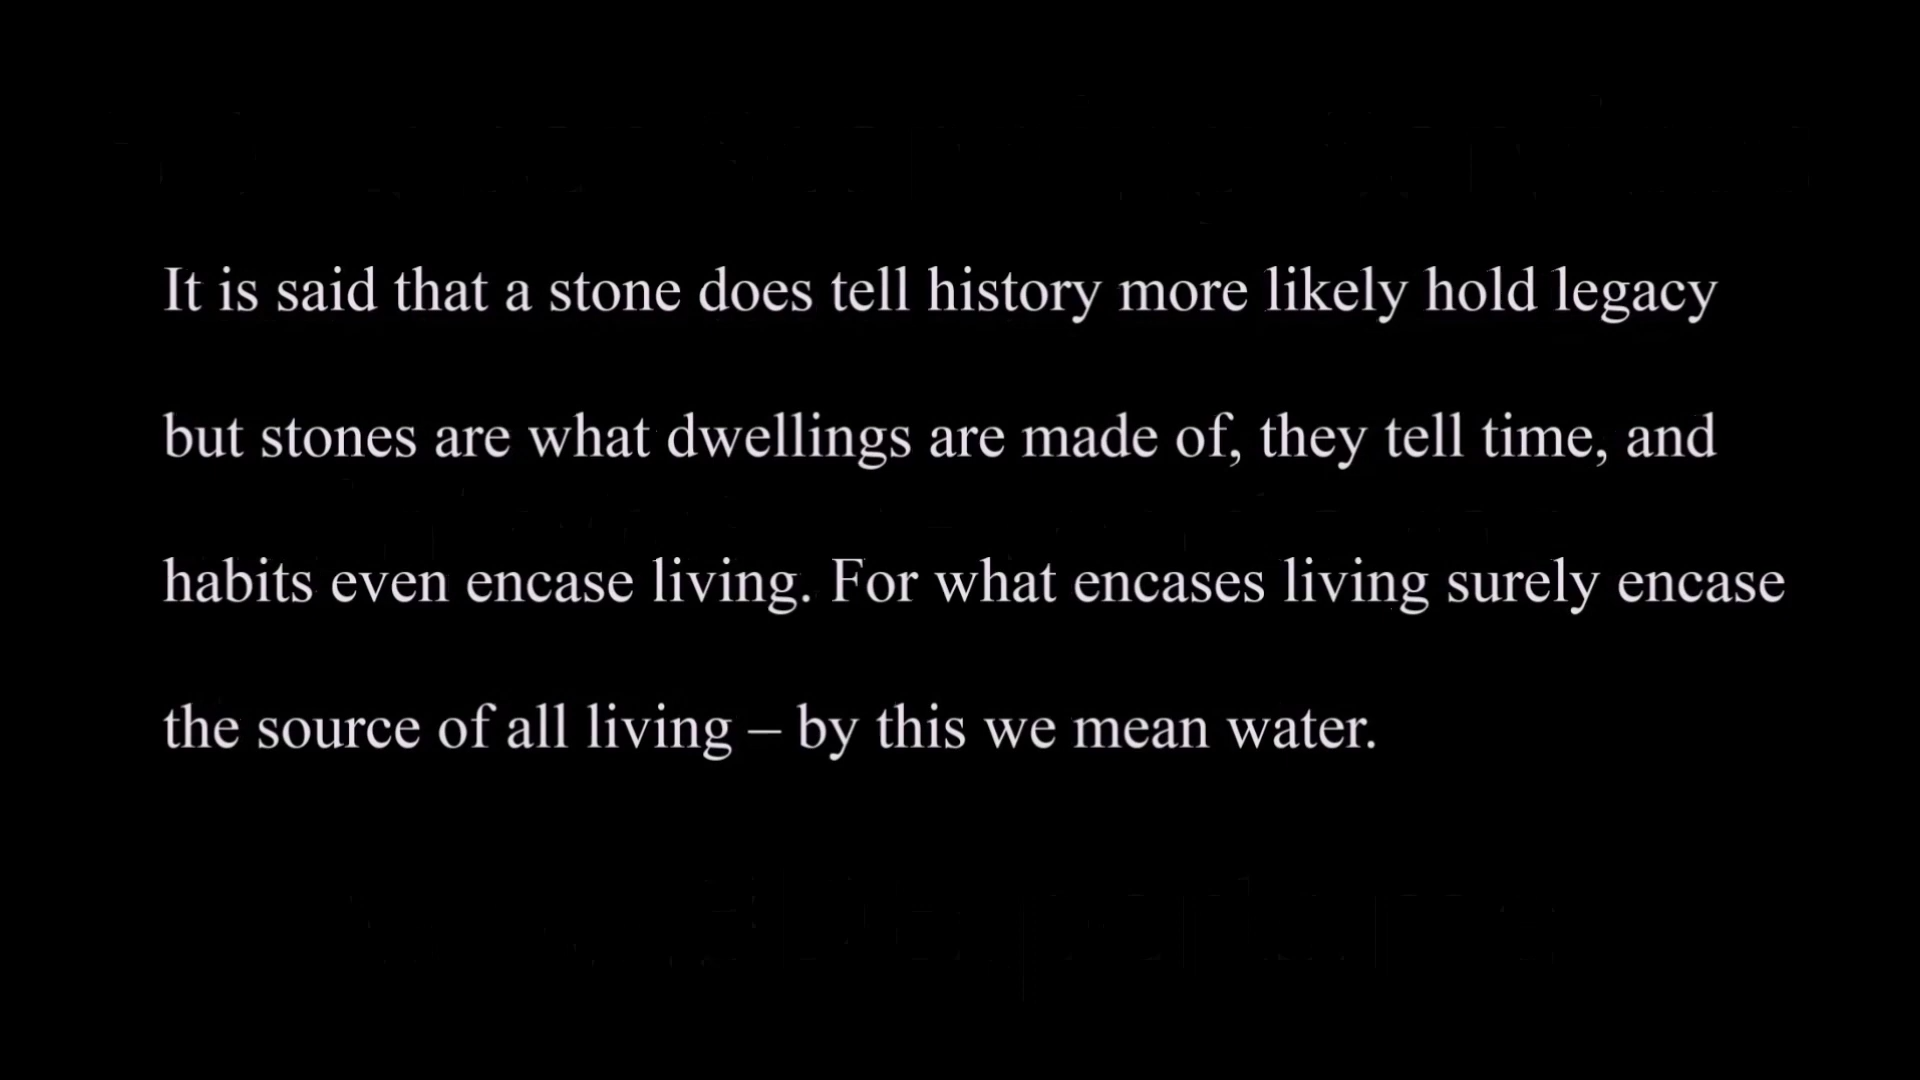 It is said that a stone does tell history more likely hold legacy
but stones are what dwellings are made of, they tell time, and
habits even encase living. For what encases living surely encase
the source of all living – by this we mean water.